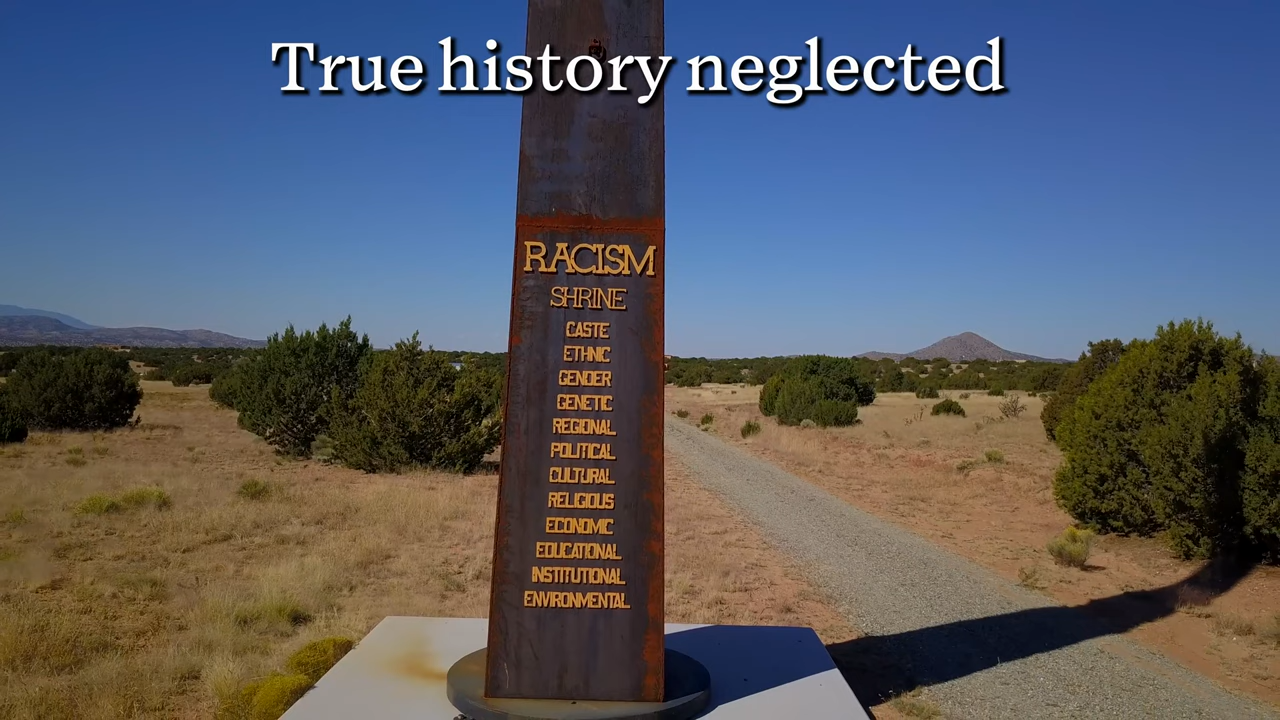 True history neglected
RACISM
SHRINE
CASTE
ETHNIC
GENDER
GENETIC
REGIONAL
POLITICAL
CULTURAL
RELIGIOUS
ECONOMIC
EDUCATIONAL
INSTITUTIONAL
ENVIRONMENTAL